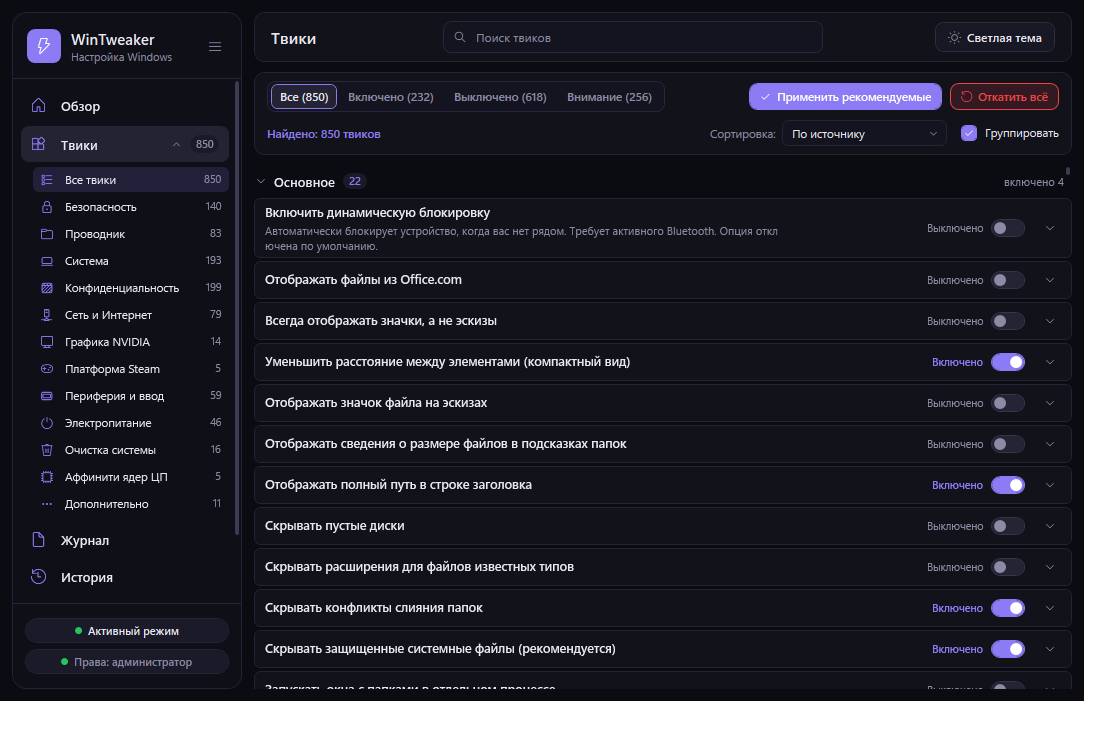 WinTweaker
Настройка Windows
Обзор
Твики 850
Все твики 850
Безопасность 140
Проводник 83
Система 193
Конфиденциальность 199
Сеть и Интернет 79
Графика NVIDIA 14
Платформа Steam 5
Периферия и ввод 59
Электропитание 46
Очистка системы 16
Аффинити ядер ЦП 5
Дополнительно 11
Журнал
История
Активный режим
Права: администратор
Твики
Поиск твиков
Светлая тема
Все (850) Включено (232) Выключено (618) Внимание (256)
Применить рекомендуемые
Откатить всё
Найдено: 850 твиков
Сортировка: По источнику
Группировать
Основное 22
включено 4
Включить динамическую блокировку
Автоматически блокирует устройство, когда вас нет рядом. Требует активного Bluetooth. Опция откл
ючена по умолчанию.
Выключено
Отображать файлы из Office.com Выключено
Всегда отображать значки, а не эскизы Выключено
Уменьшить расстояние между элементами (компактный вид) Включено
Отображать значок файла на эскизах Выключено
Отображать сведения о размере файлов в подсказках папок Выключено
Отображать полный путь в строке заголовка Включено
Скрывать пустые диски Выключено
Скрывать расширения для файлов известных типов Выключено
Скрывать конфликты слияния папок Включено
Скрывать защищенные системные файлы (рекомендуется) Включено
Запускать окна с папками в отдельном процессе Выключено